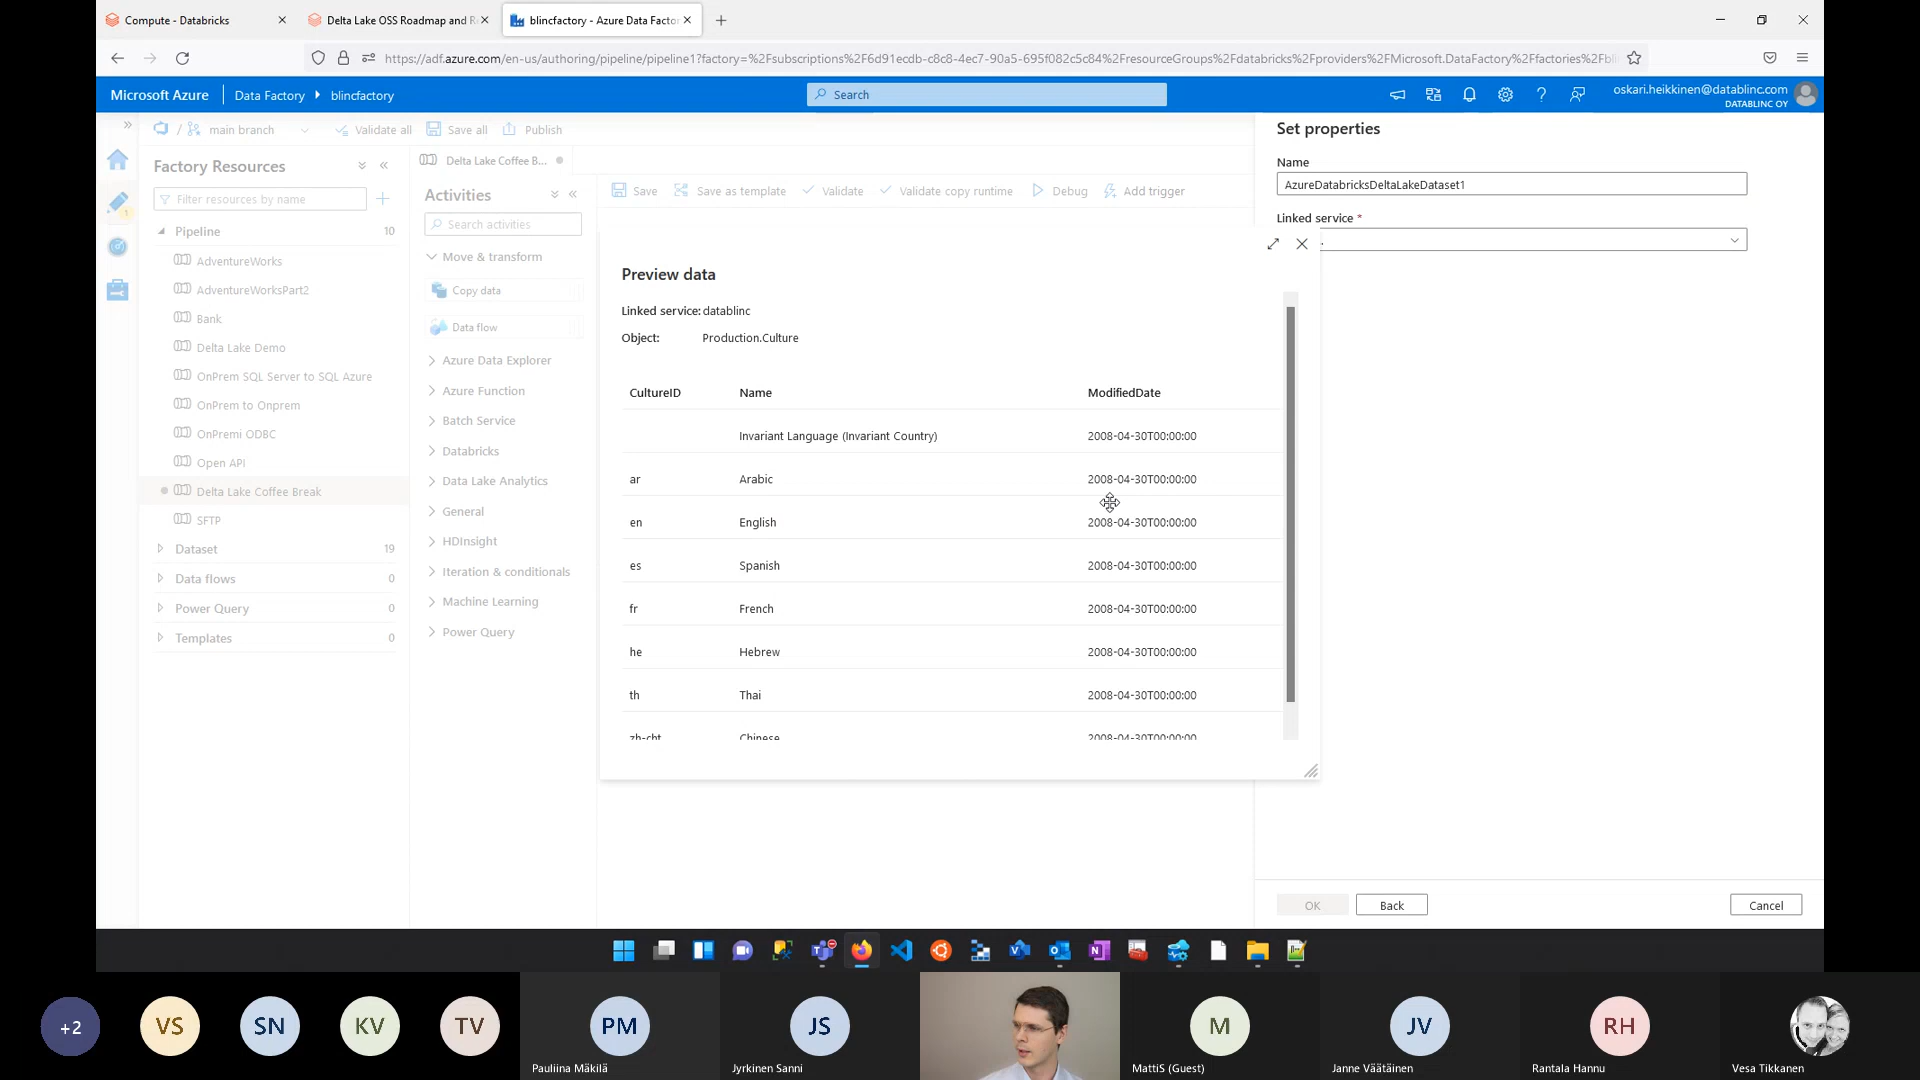 Compute - Databricks
Delta Lake OSS Roadmap and R
blincfactory - Azure Data Factor
https://adf.azure.com/en-us/authoring/pipeline/pipeline1?factory=%2Fsubscriptions%2F6d91ecdb-c8c8-4ec7-90a5-695f082c5c84%2FresourceGroups%2Fdatabricks%2Fproviders%2FMicrosoft.DataFactory%2Ffactories%2Fbli
Microsoft Azure
Data Factory
blincfactory
Search
oskari.heikkinen@datablinc.com
DATABLINC OY
/ main branch
Validate all
Save all
Publish
Factory Resources
Filter resources by name
Pipeline 10
AdventureWorks
AdventureWorksPart2
Bank
Delta Lake Demo
OnPrem SQL Server to SQL Azure
OnPrem to Onprem
OnPremi ODBC
Open API
Delta Lake Coffee Break
SFTP
Dataset 19
Data flows 0
Power Query 0
Templates 0
Delta Lake Coffee B...
Activities
Search activities
Move & transform
Copy data
Data flow
Azure Data Explorer
Azure Function
Batch Service
Databricks
Data Lake Analytics
General
HDInsight
Iteration & conditionals
Machine Learning
Power Query
Save
Save as template
Validate
Validate copy runtime
Debug
Add trigger
Preview data
Linked service: datablinc
Object: Production.Culture
CultureID Name ModifiedDate
Invariant Language (Invariant Country) 2008-04-30T00:00:00
ar Arabic 2008-04-30T00:00:00
en English 2008-04-30T00:00:00
es Spanish 2008-04-30T00:00:00
fr French 2008-04-30T00:00:00
he Hebrew 2008-04-30T00:00:00
th Thai 2008-04-30T00:00:00
zh-cht Chinese 2008-04-30T00:00:00
Set properties
Name
AzureDatabricksDeltaLakeDataset1
Linked service *
OK
Back
Cancel
+2
VS
SN
KV
TV
PM
Pauliina Mäkilä
JS
Jyrkinen Sanni
M
MattiS (Guest)
JV
Janne Väätäinen
RH
Rantala Hannu
Vesa Tikkanen